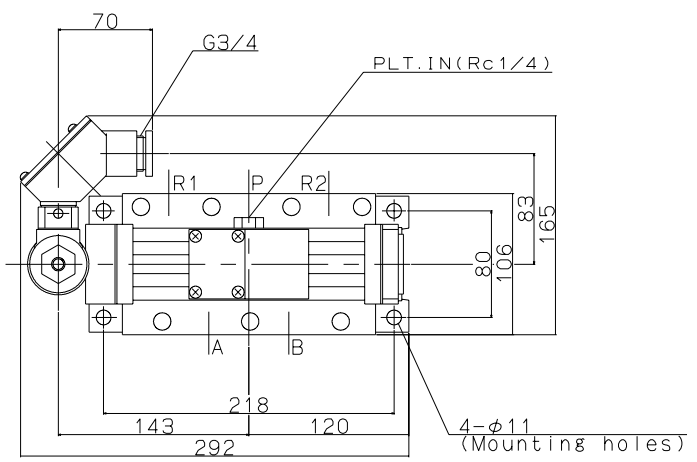 70
G3/4
PLT.IN(Rc1/4)
R1
P
R2
83
165
80
106
A
B
218
143
120
4-φ11
(Mounting holes)
292